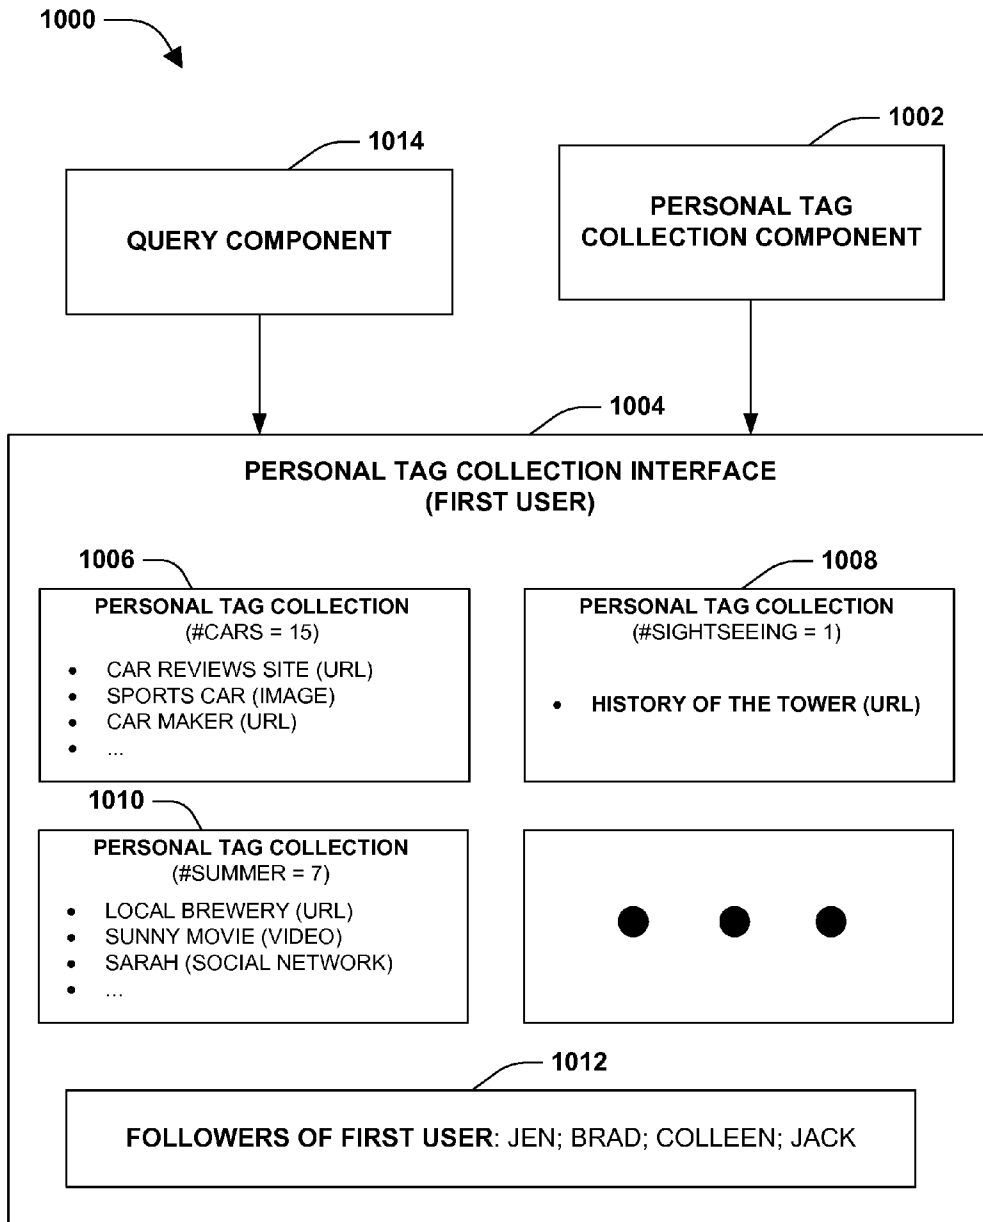 1000
1014
1002
QUERY COMPONENT
PERSONAL TAG
COLLECTION COMPONENT
1004
PERSONAL TAG COLLECTION INTERFACE
(FIRST USER)
1006
PERSONAL TAG COLLECTION
(#CARS = 15)
• CAR REVIEWS SITE (URL)
• SPORTS CAR (IMAGE)
• CAR MAKER (URL)
• ...
1008
PERSONAL TAG COLLECTION
(#SIGHTSEEING = 1)
• HISTORY OF THE TOWER (URL)
1010
PERSONAL TAG COLLECTION
(#SUMMER = 7)
• LOCAL BREWERY (URL)
• SUNNY MOVIE (VIDEO)
• SARAH (SOCIAL NETWORK)
• ...
1012
FOLLOWERS OF FIRST USER: JEN; BRAD; COLLEEN; JACK